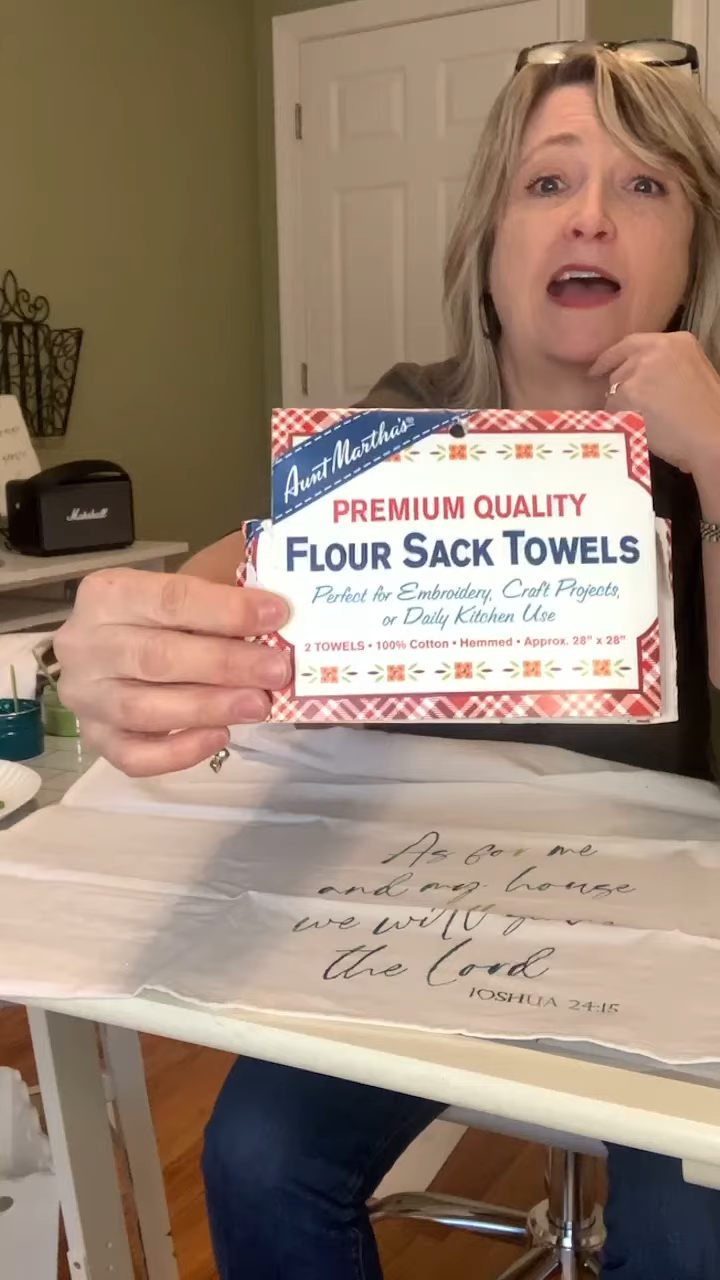 Aunt Martha's®
PREMIUM QUALITY
FLOUR SACK TOWELS
Perfect for Embroidery, Craft Projects,
or Daily Kitchen Use
2 TOWELS • 100% Cotton • Hemmed • Approx. 28" x 28"
Marshall
As for me
and my house
we will
the Lord
JOSHUA 24:15